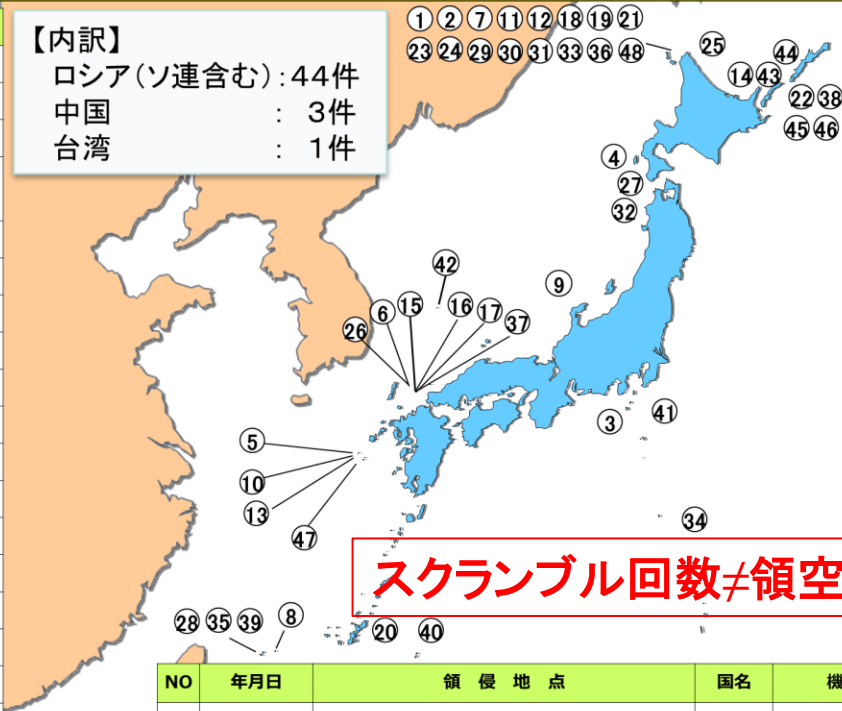 【内訳】
ロシア（ソ連含む）：44件
中国　：　3件
台湾　：　1件
① ② ⑦ ⑪ ⑫ ⑱ ⑲ ㉑
㉓ ㉔ ㉙ ㉚ ㉛ ㉝ ㊱ ㊽
㉕
㊹
⑭ ㊸
㉒ ㊳
㊺ ㊻
④
㉗
㉜
㊷
⑨
㉖ ⑥ ⑮ ⑯ ⑰ ㊲
③
㊶
⑤
⑩
⑬
㊼
㉞
スクランブル回数≠領空
㉘ ㉟ ㊴ ⑧
⑳ ㊵
NO 年月日 領侵地点 国名 機